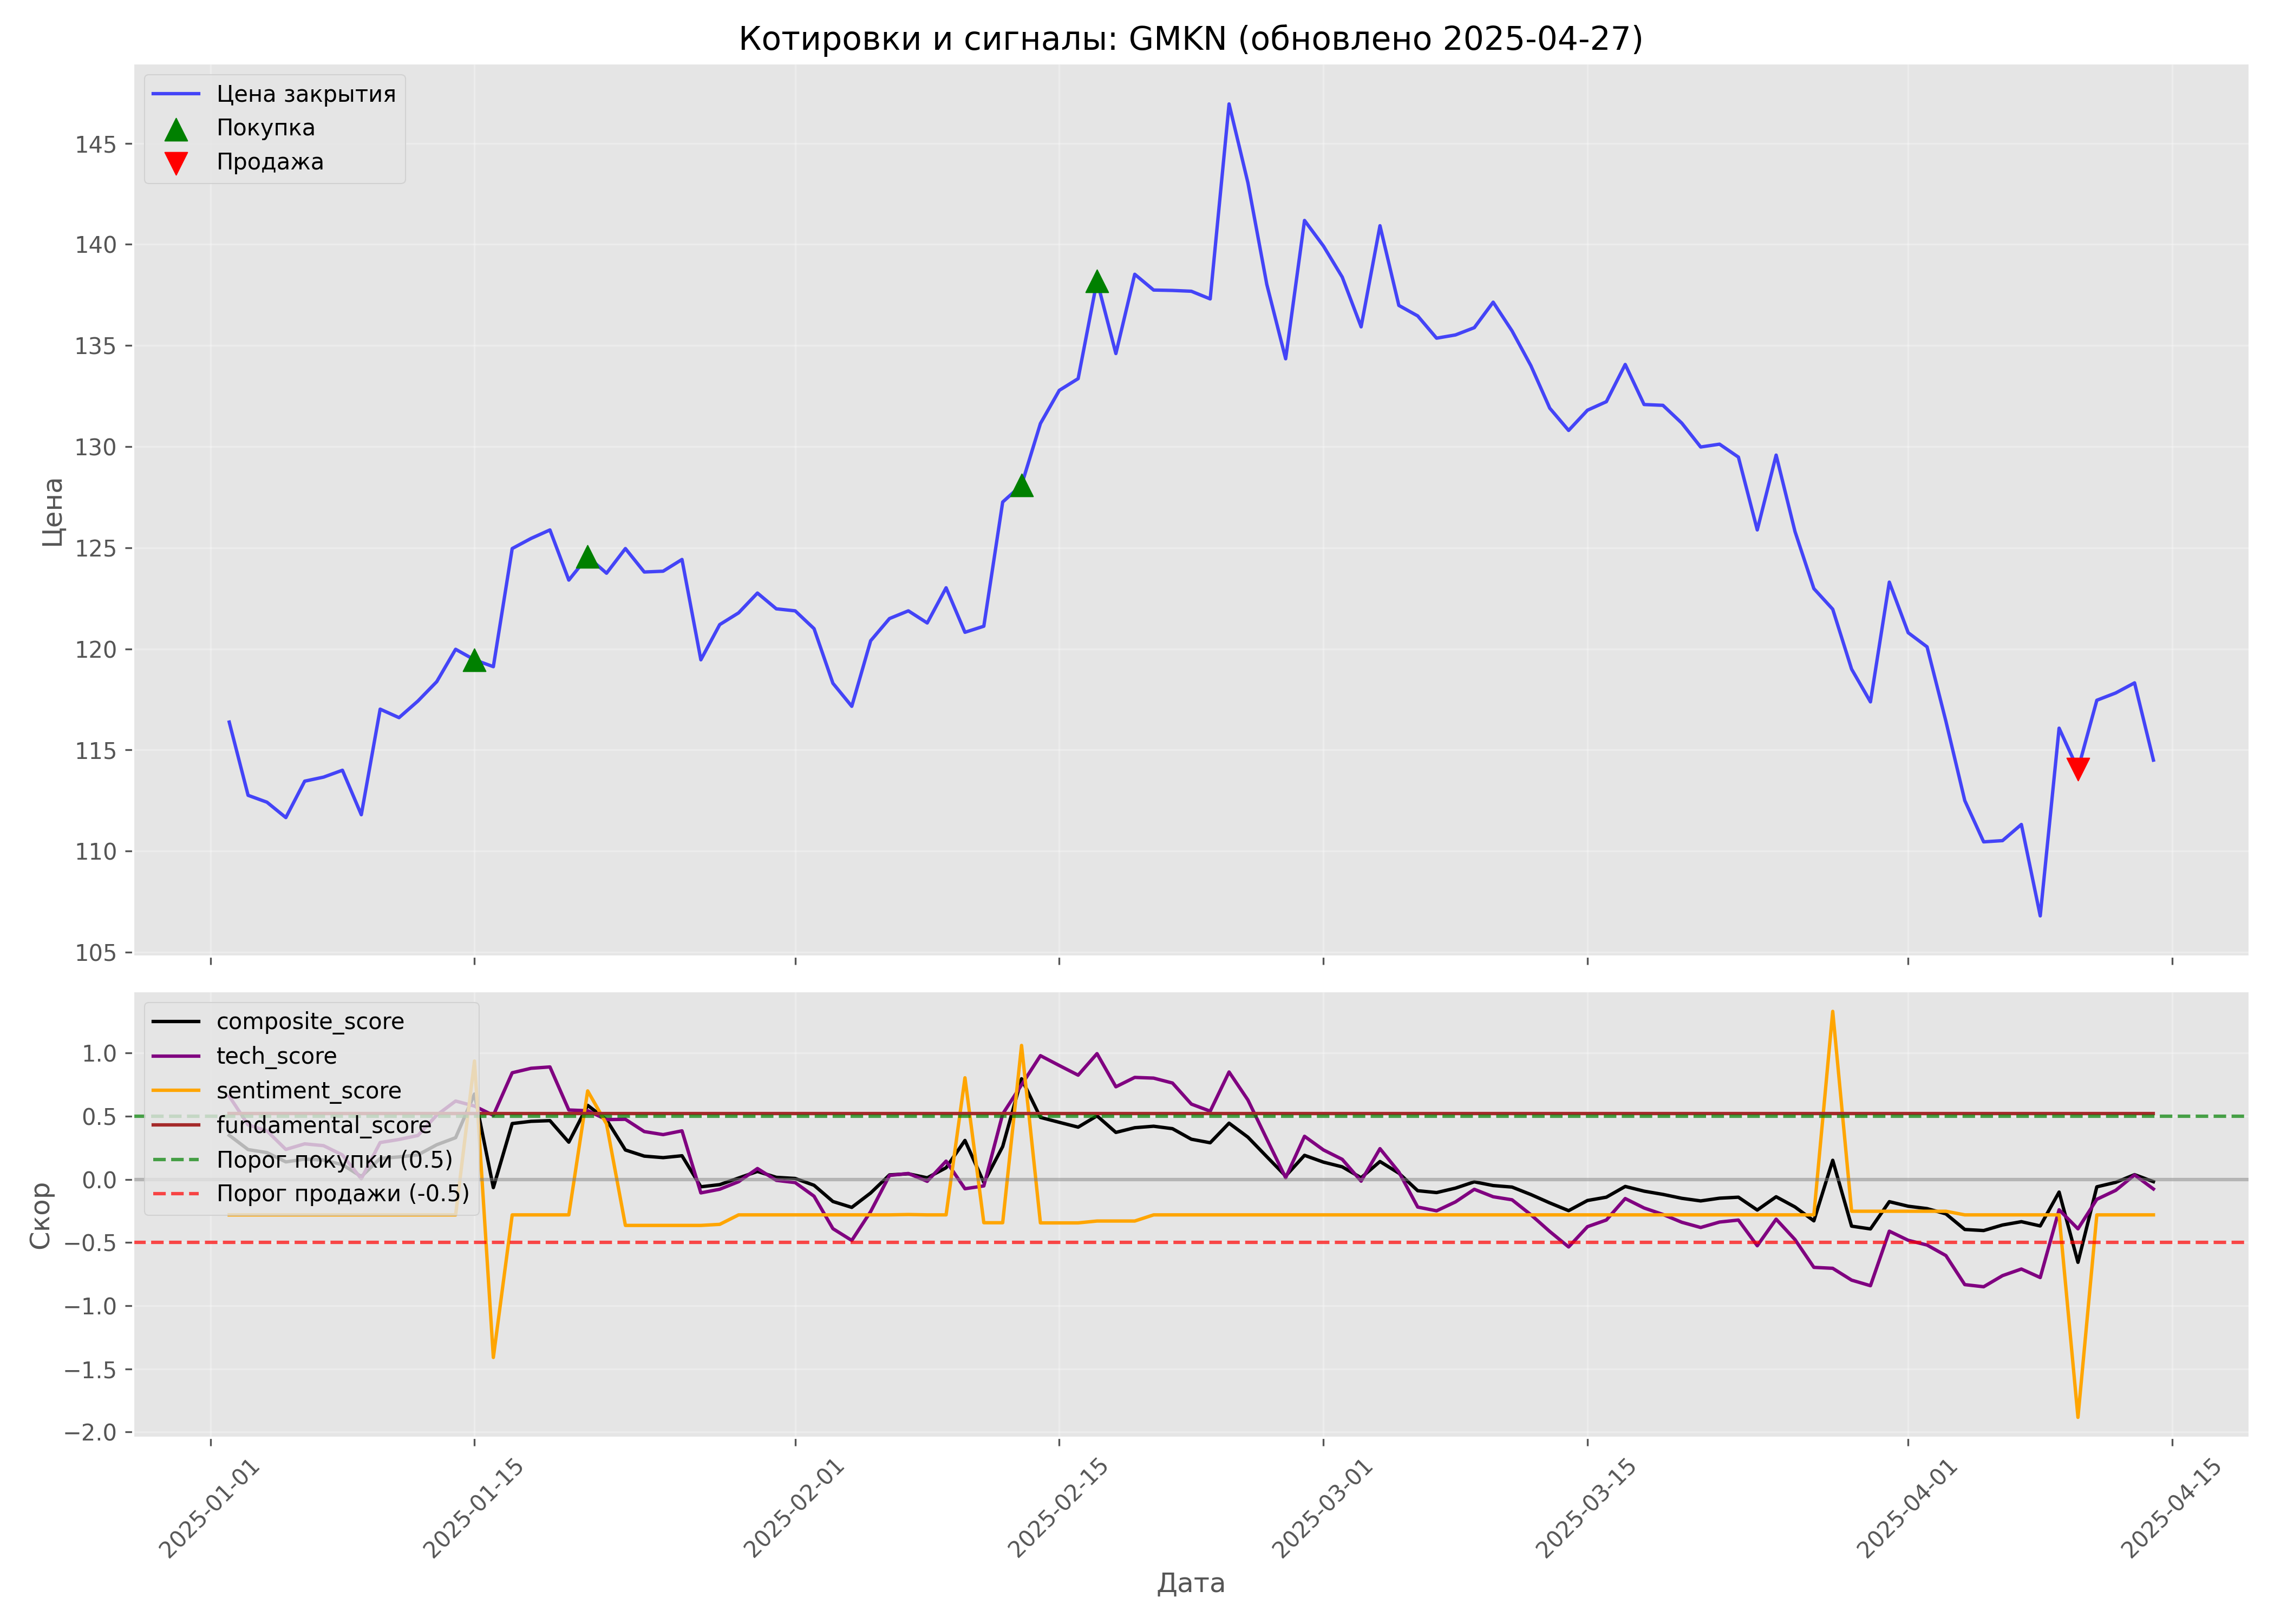 Котировки и сигналы: GMKN (обновлено 2025-04-27)
Цена закрытия
Покупка
Продажа
145
140
135
130
125
120
115
110
105
Цена
composite_score
tech_score
sentiment_score
fundamental_score
Порог покупки (0.5)
Порог продажи (-0.5)
1.0
0.5
0.0
−0.5
−1.0
−1.5
−2.0
Скор
2025-01-01
2025-01-15
2025-02-01
2025-02-15
2025-03-01
2025-03-15
2025-04-01
2025-04-15
Дата